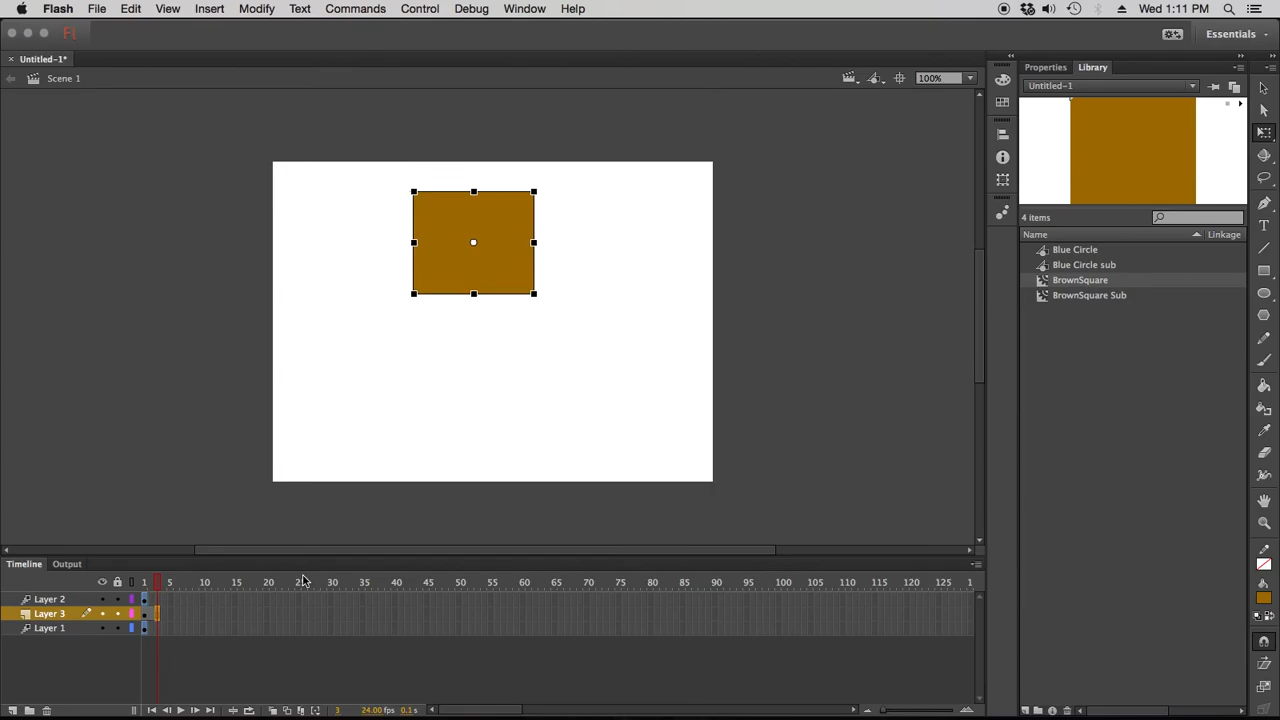 Flash File Edit View Insert Modify Text Commands Control Debug Window Help Wed 1:11 PM
Fl Essentials
× Untitled-1*
Properties Library
Scene 1 100%
Untitled-1
4 items
Name Linkage
Blue Circle
Blue Circle sub
BrownSquare
BrownSquare Sub
Timeline Output
1 5 10 15 20 25 30 35 40 45 50 55 60 65 70 75 80 85 90 95 100 105 110 115 120 125 1
Layer 2
Layer 3
Layer 1
3 24.00 fps 0.1 s